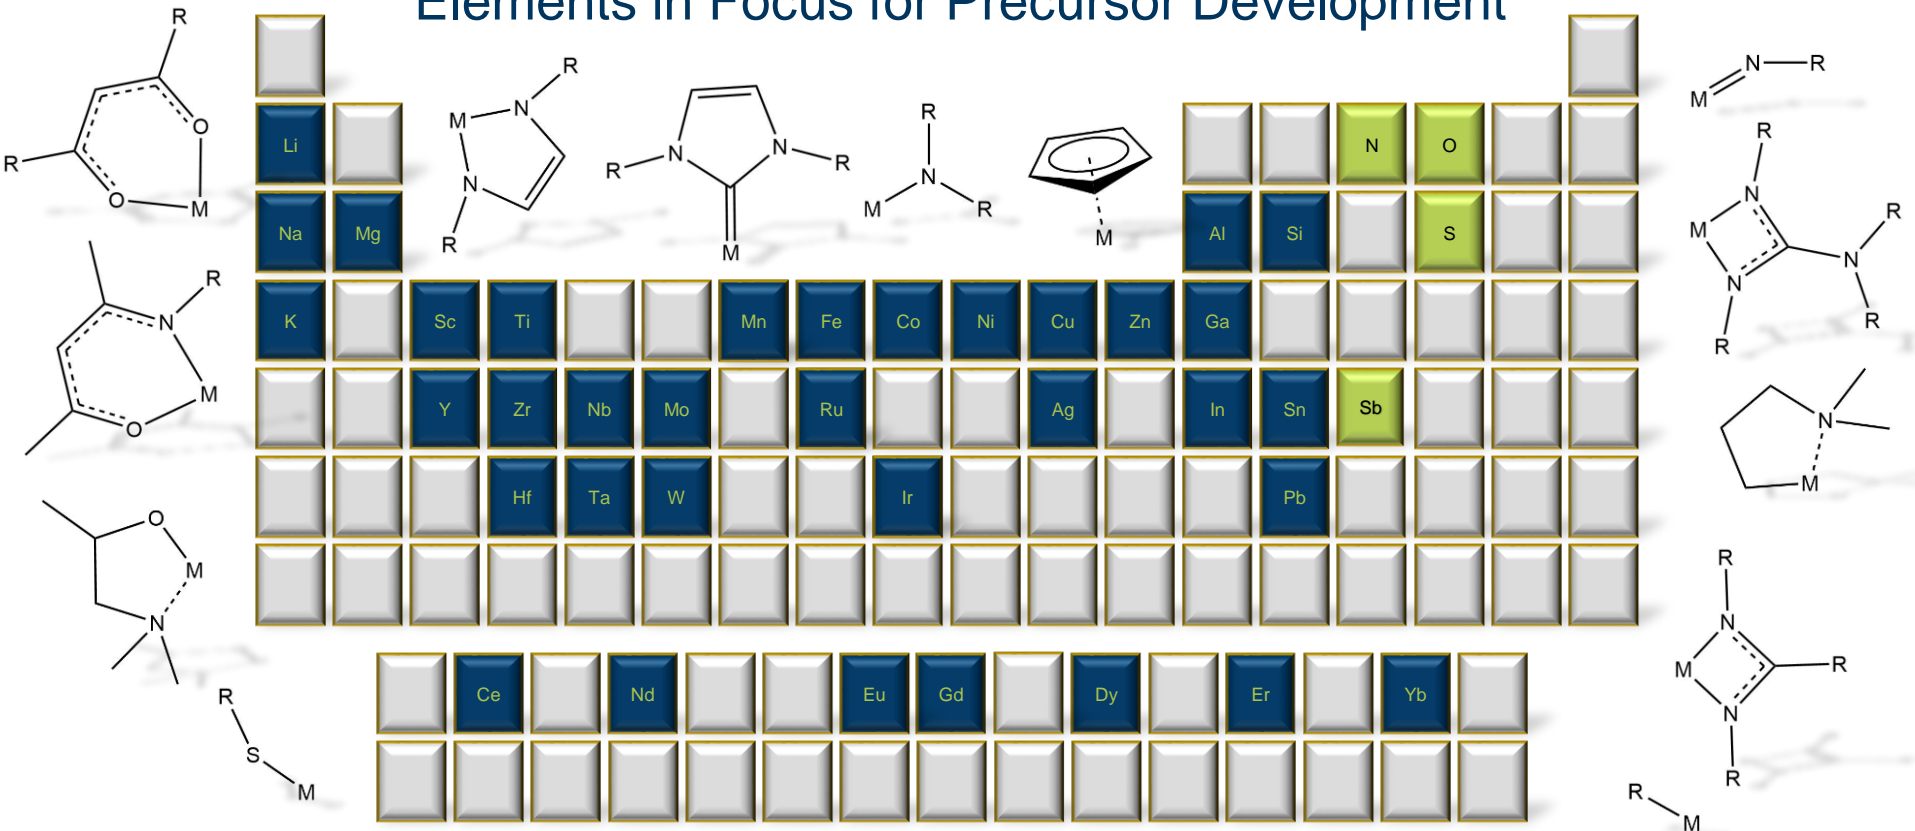 Elements in Focus for Precursor Development
R
R
O
O
M
R
M
N
N
R
R
N
N
R
M
R
N
M
R
M
M
N
R
Li
N
O
Na
Mg
Al
Si
S
K
Sc
Ti
Mn
Fe
Co
Ni
Cu
Zn
Ga
Y
Zr
Nb
Mo
Ru
Ag
In
Sn
Sb
Hf
Ta
W
Ir
Pb
Ce
Nd
Eu
Gd
Dy
Er
Yb
R
N
M
O
O
M
N
R
S
M
R
N
M
N
R
N
R
R
N
M
R
N
M
R
N
R
R
M